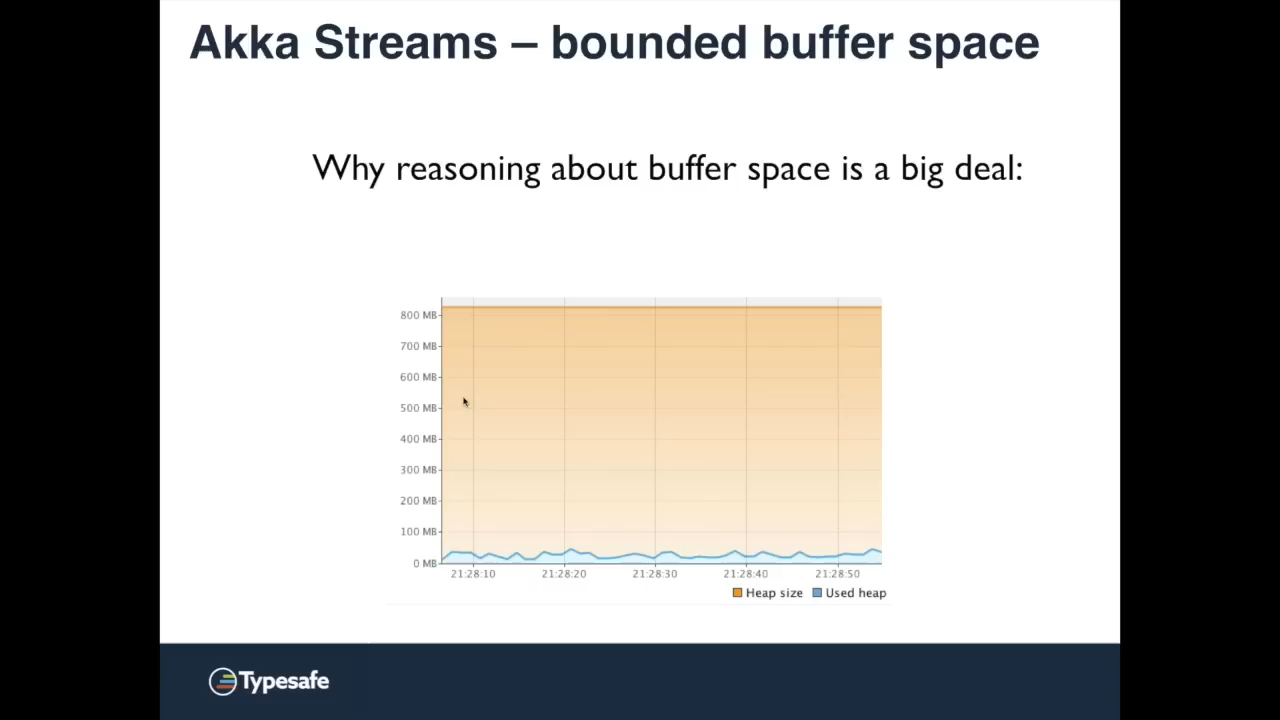 Akka Streams – bounded buffer space
Why reasoning about buffer space is a big deal:
800 MB
700 MB
600 MB
500 MB
400 MB
300 MB
200 MB
100 MB
0 MB
21:28:10 21:28:20 21:28:30 21:28:40 21:28:50
Heap size Used heap
Typesafe